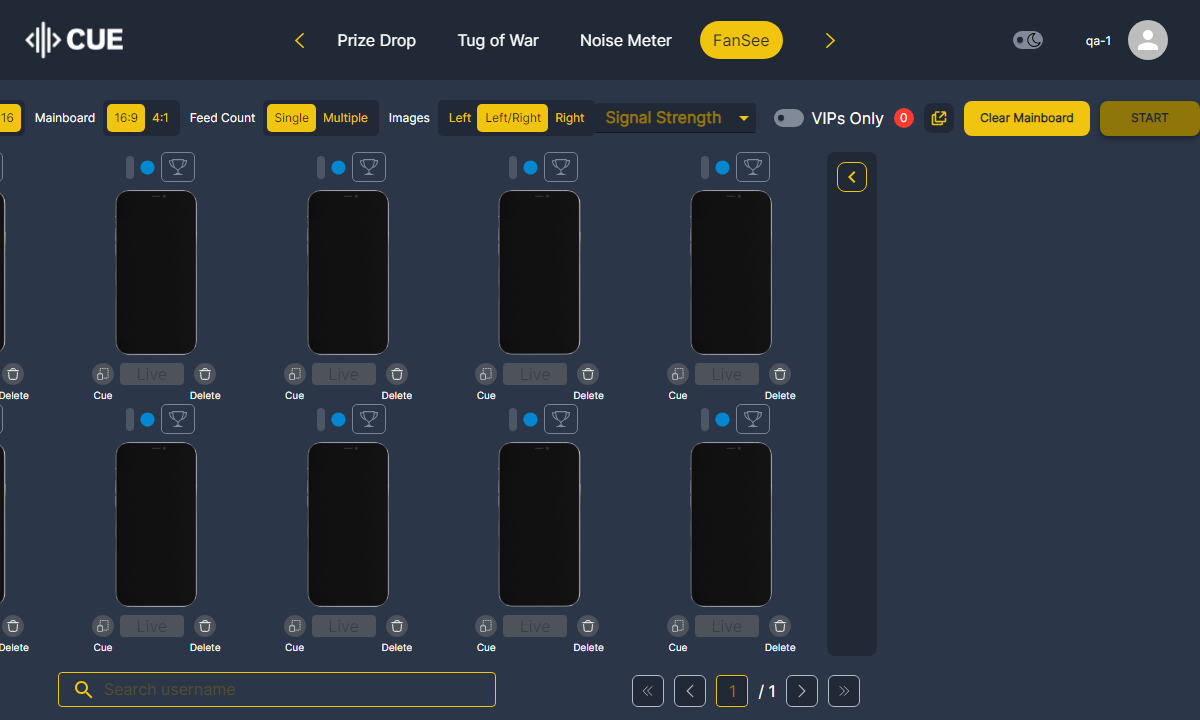 CUE
Prize Drop Tug of War Noise Meter FanSee qa-1
16 Mainboard 16:9 4:1 Feed Count Single Multiple Images Left Left/Right Right Signal Strength VIPs Only 0 Clear Mainboard START
Live Live Live Live
Delete Cue Delete Cue Delete Cue Delete Cue Delete
Live Live Live Live
Delete Cue Delete Cue Delete Cue Delete Cue Delete
Search username 1 / 1